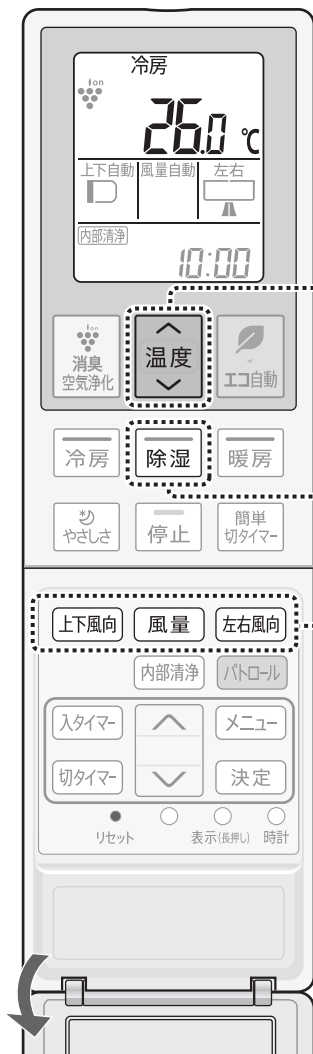 冷房
Ion
26.0 ℃
上下自動 風量自動 左右
内部清浄
10:00
Ion
消臭
空気浄化
温度
エコ自動
冷房 除湿 暖房
やさしさ 停止 簡単
切タイマー
上下風向 風量 左右風向
内部清浄 パトロール
入タイマー メニュー
切タイマー 決定
リセット 表示(長押し) 時計